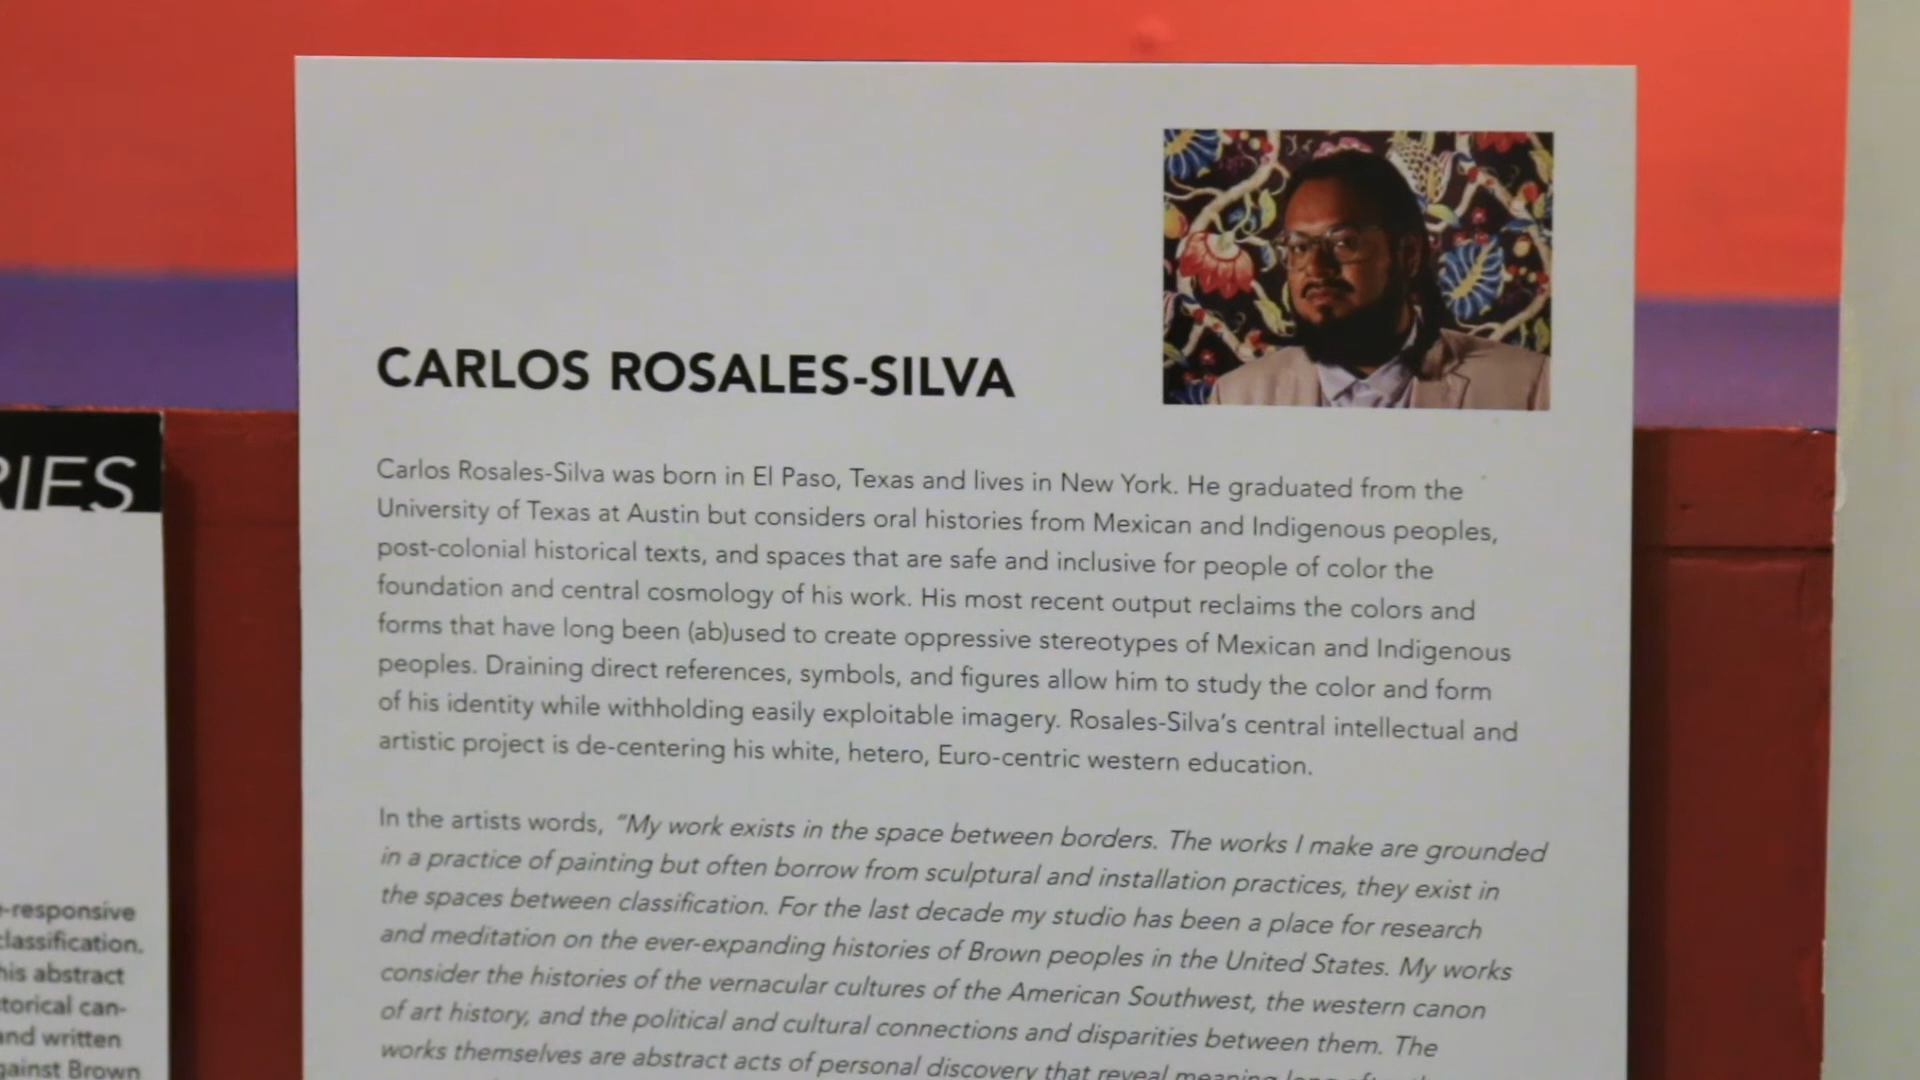 RIES
-responsive
classification.
his abstract
torical can-
and written
gainst Brown
CARLOS ROSALES-SILVA
Carlos Rosales-Silva was born in El Paso, Texas and lives in New York. He graduated from the
University of Texas at Austin but considers oral histories from Mexican and Indigenous peoples,
post-colonial historical texts, and spaces that are safe and inclusive for people of color the
foundation and central cosmology of his work. His most recent output reclaims the colors and
forms that have long been (ab)used to create oppressive stereotypes of Mexican and Indigenous
peoples. Draining direct references, symbols, and figures allow him to study the color and form
of his identity while withholding easily exploitable imagery. Rosales-Silva's central intellectual and
artistic project is de-centering his white, hetero, Euro-centric western education.
In the artists words, "My work exists in the space between borders. The works I make are grounded
in a practice of painting but often borrow from sculptural and installation practices, they exist in
the spaces between classification. For the last decade my studio has been a place for research
and meditation on the ever-expanding histories of Brown peoples in the United States. My works
consider the histories of the vernacular cultures of the American Southwest, the western canon
of art history, and the political and cultural connections and disparities between them. The
works themselves are abstract acts of personal discovery that reveal meaning long